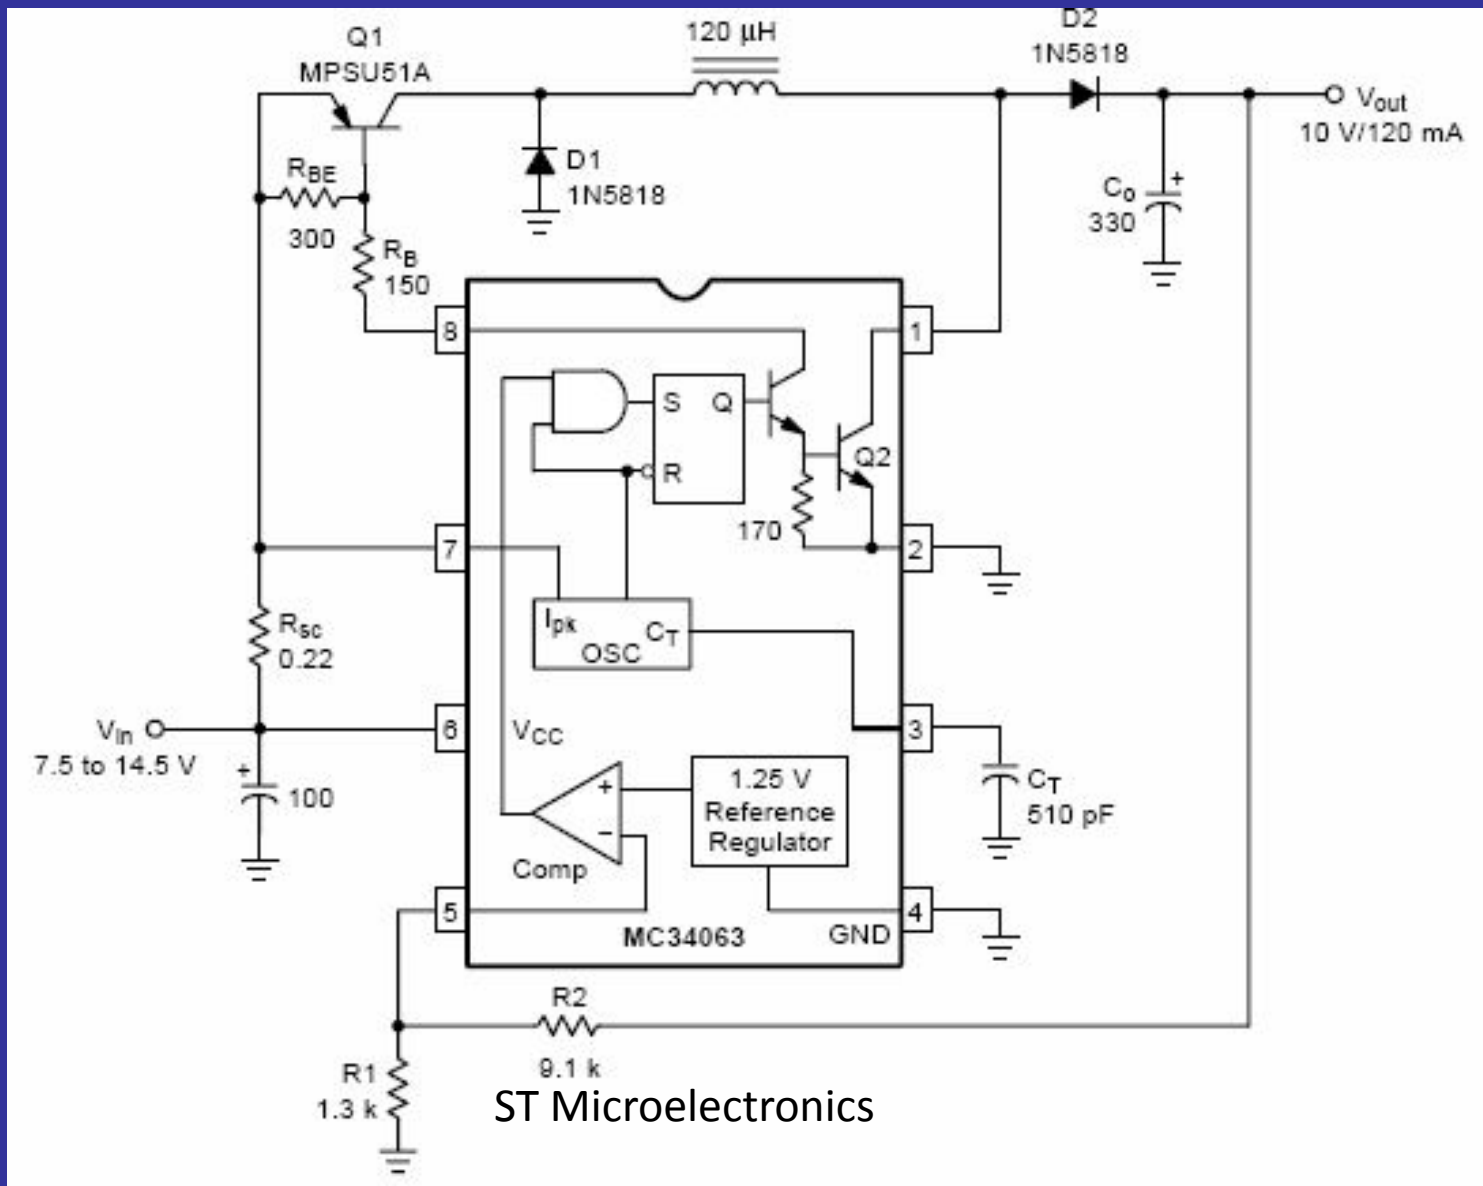 Q1
MPSU51A
120 μH
D2
1N5818
Vout
10 V/120 mA
D1
1N5818
RBE
300
RB
150
Co
330
+
8
1
S
Q
R
Q2
170
7
2
Ipk
CT
OSC
Rsc
0.22
Vin
7.5 to 14.5 V
+
100
6
VCC
3
1.25 V
Reference
Regulator
+
−
Comp
CT
510 pF
5
4
MC34063
GND
R2
9.1 k
R1
1.3 k
ST Microelectronics